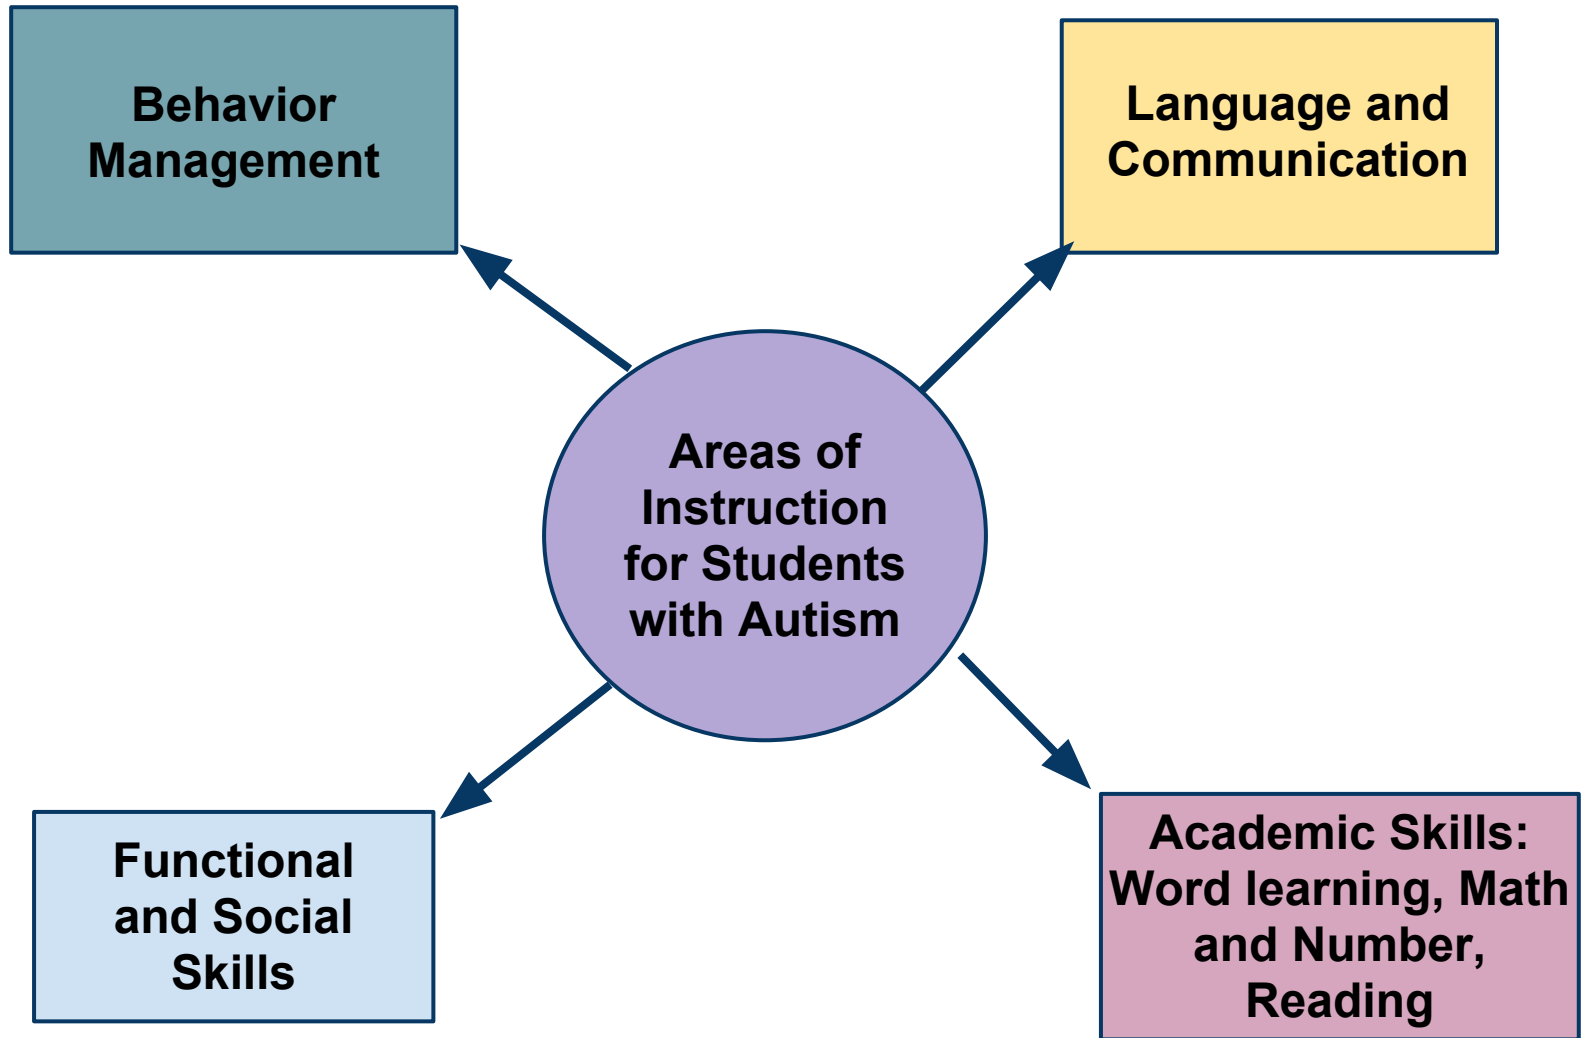 Behavior
Management
Language and
Communication
Areas of
Instruction
for Students
with Autism
Functional
and Social
Skills
Academic Skills:
Word learning, Math
and Number,
Reading